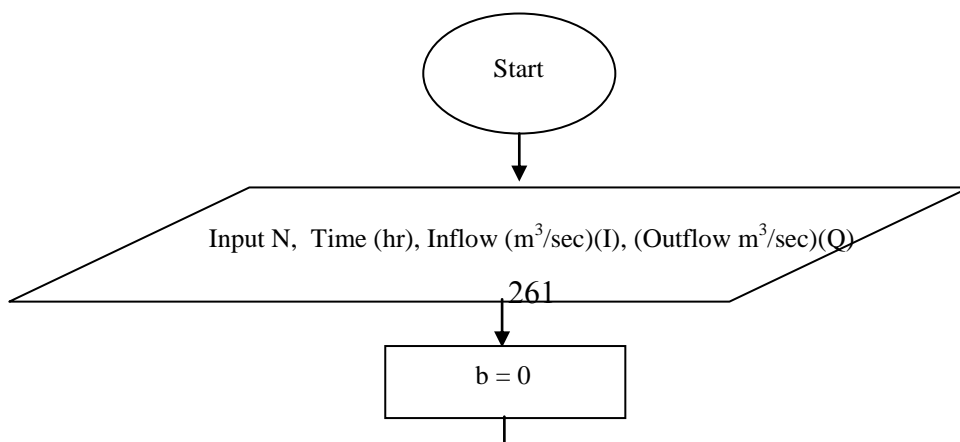 Start
Input N, Time (hr), Inflow (m³/sec)(I), (Outflow m³/sec)(Q)
261
b = 0